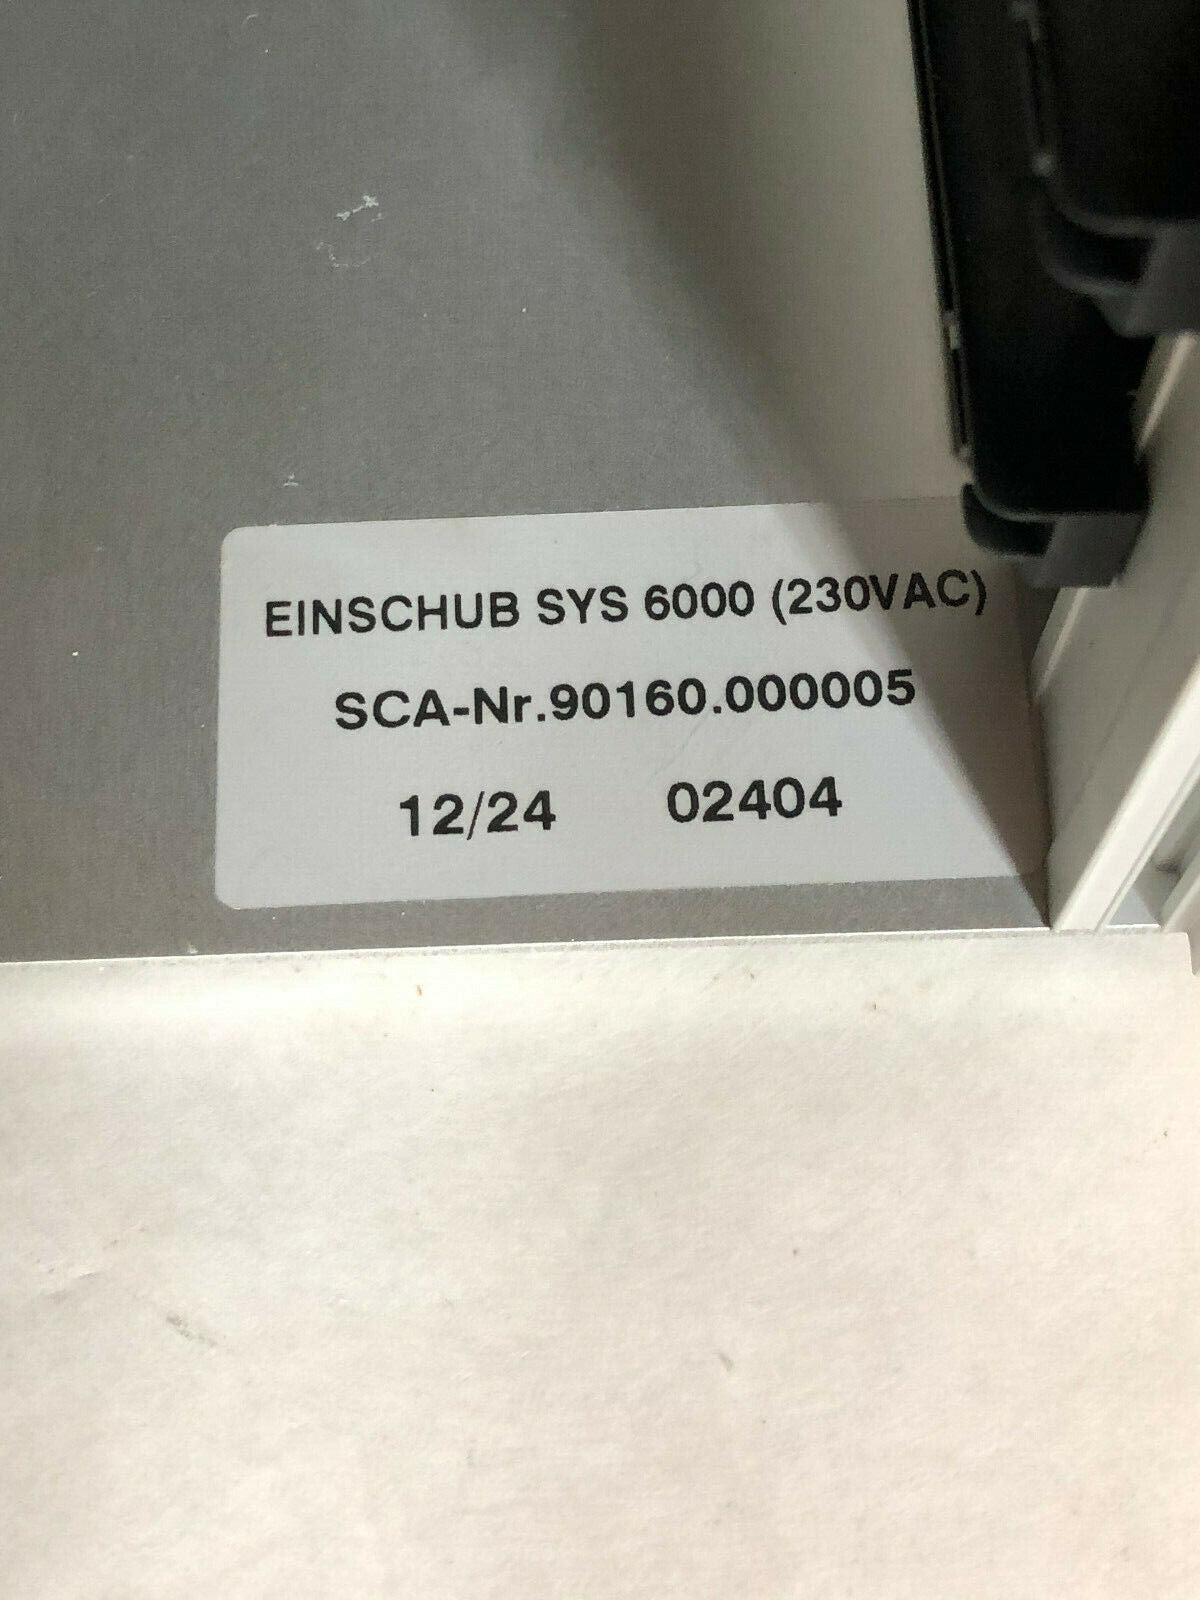 EINSCHUB SYS 6000 (230VAC)
SCA-Nr.90160.000005
12/24 02404